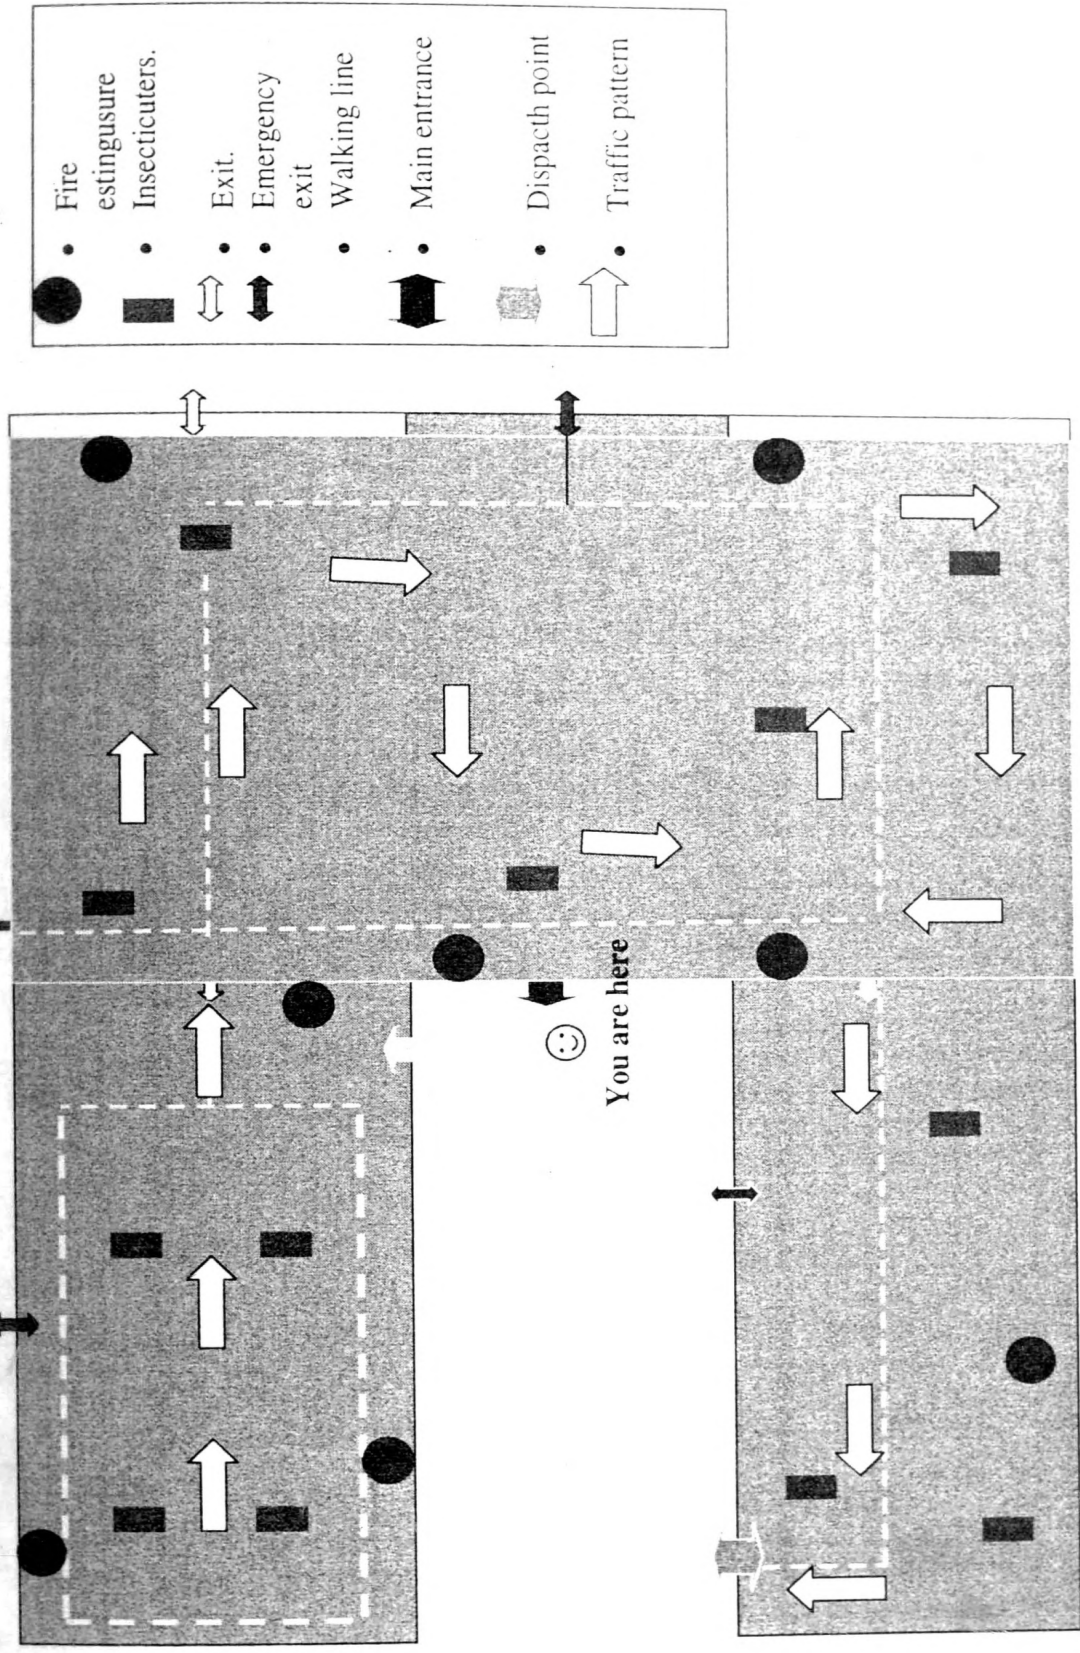 Fire
estingusure
Insecticuters.
Exit.
Emergency
exit
Walking line
Main entrance
Dispacth point
Traffic pattern
You are here